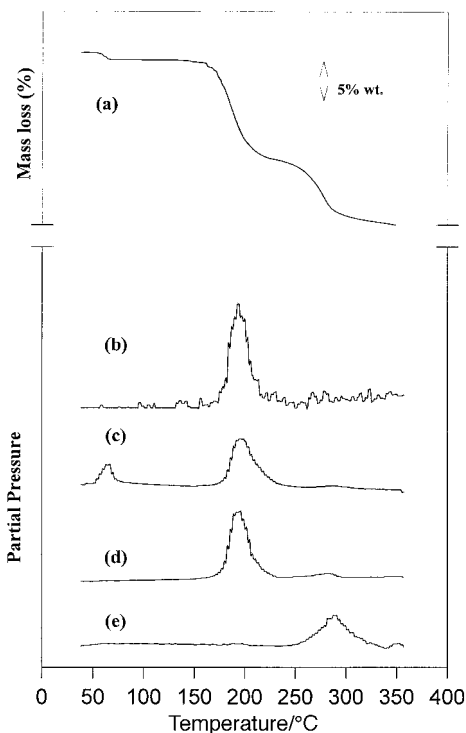 Mass loss (%)
(a)
5% wt.
Partial Pressure
(b)
(c)
(d)
(e)
0 50 100 150 200 250 300 350 400
Temperature/°C